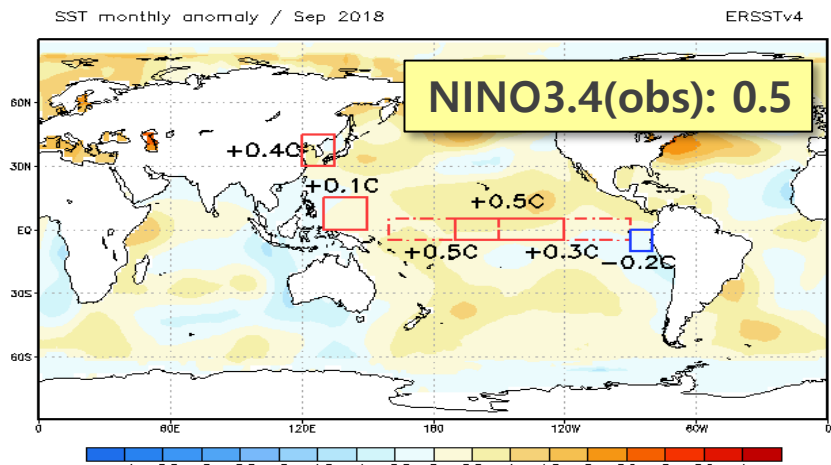 SST monthly anomaly / Sep 2018
ERSSTv4
NINO3.4(obs): 0.5
60N
30N
EQ
30S
60S
+0.4C
+0.1C
+0.5C
+0.5C
+0.3C
-0.2C
0
60E
120E
180
120W
60W
0